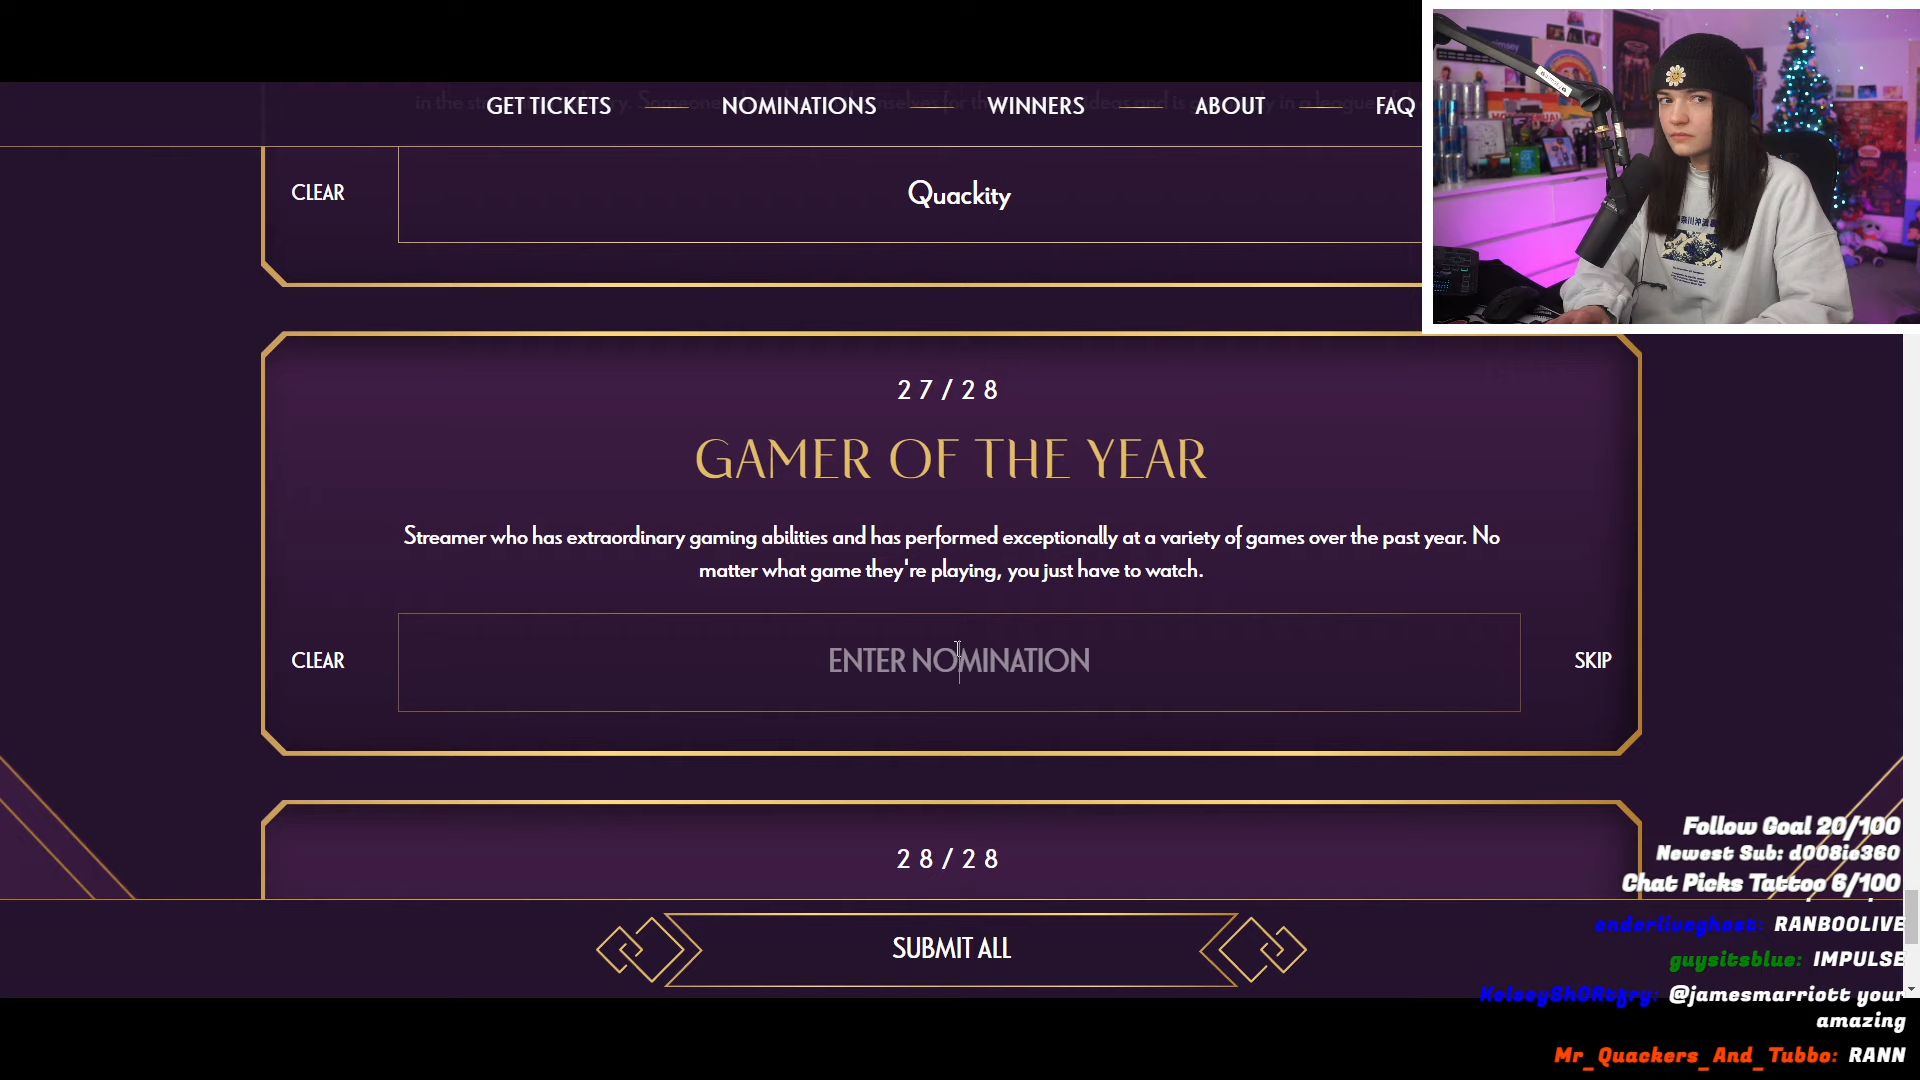 GET TICKETS
NOMINATIONS
WINNERS
ABOUT
FAQ
CLEAR
Quackity
27/28
GAMER OF THE YEAR
Streamer who has extraordinary gaming abilities and has performed exceptionally at a variety of games over the past year. No
matter what game they're playing, you just have to watch.
CLEAR
ENTER NOMINATION
SKIP
28/28
SUBMIT ALL
Follow Goal 20/100
Newest Sub: d008ie360
Chat Picks Tattoo 6/100
enderliveghost: RANBOOLIVE
guysitsblue: IMPULSE
@jamesmarriott your
amazing
Mr_Quackers_And_Tubbo: RANN